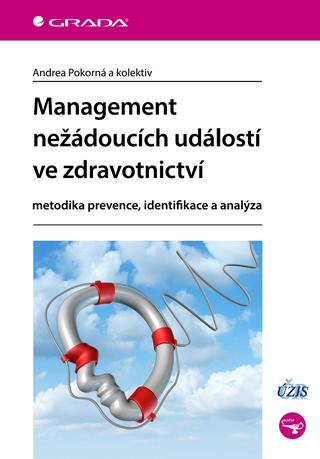 GRADA
Andrea Pokorná a kolektiv
Management
nežádoucích událostí
ve zdravotnictví
metodika prevence, identifikace a analýza
ÚZIS